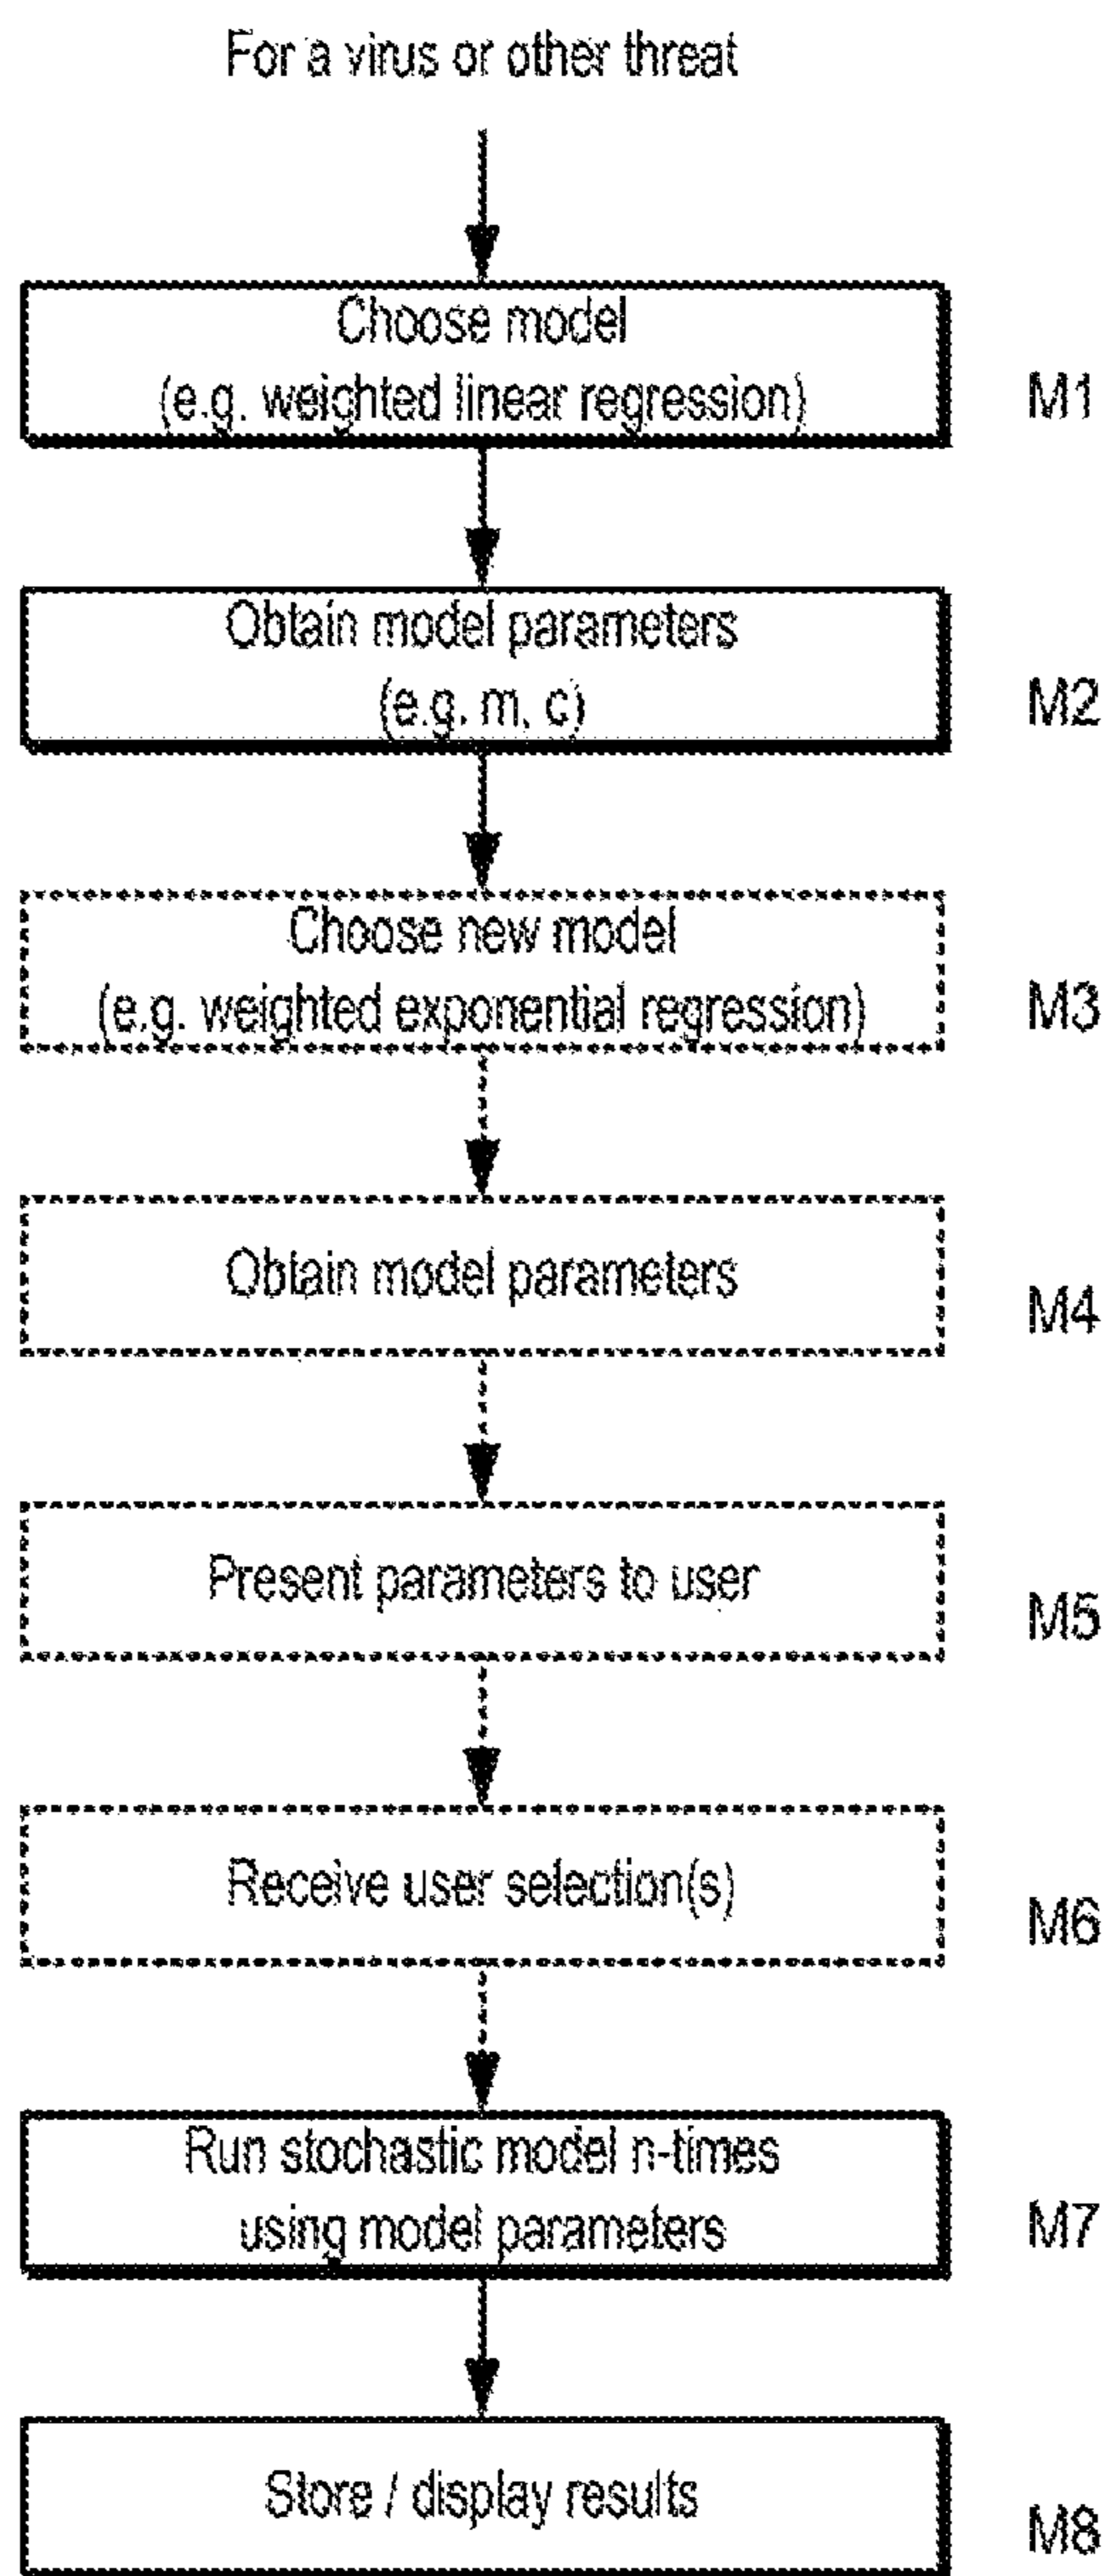 For a virus or other threat
Choose model
(e.g. weighted linear regression)
M1
Obtain model parameters
(e.g. m, c)
M2
Choose new model
(e.g. weighted exponential regression)
M3
Obtain model parameters
M4
Present parameters to user
M5
Receive user selection(s)
M6
Run stochastic model n-times
using model parameters
M7
Store / display results
M8